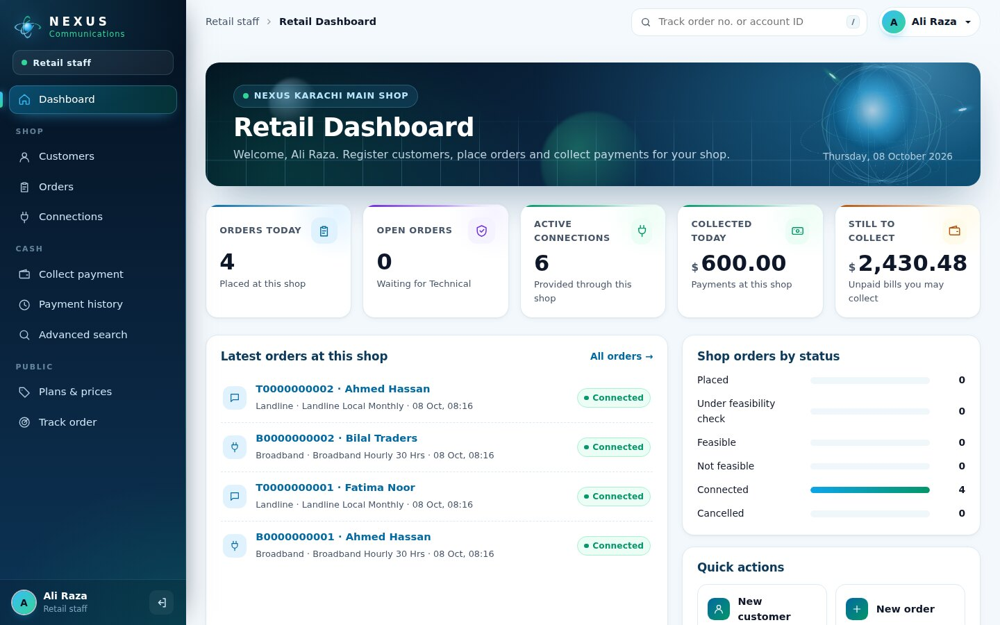 NEXUS
Communications
Retail staff
Dashboard
SHOP
Customers
Orders
Connections
CASH
Collect payment
Payment history
Advanced search
PUBLIC
Plans & prices
Track order
A
Ali Raza
Retail staff
Retail staff > Retail Dashboard
Track order no. or account ID
/
A
Ali Raza
NEXUS KARACHI MAIN SHOP
Retail Dashboard
Welcome, Ali Raza. Register customers, place orders and collect payments for your shop.
Thursday, 08 October 2026
ORDERS TODAY
4
Placed at this shop
OPEN ORDERS
0
Waiting for Technical
ACTIVE
CONNECTIONS
6
Provided through this
shop
COLLECTED
TODAY
$ 600.00
Payments at this shop
STILL TO
COLLECT
$ 2,430.48
Unpaid bills you may
collect
Latest orders at this shop
All orders →
T0000000002 · Ahmed Hassan
Landline · Landline Local Monthly · 08 Oct, 08:16
Connected
B0000000002 · Bilal Traders
Broadband · Broadband Hourly 30 Hrs · 08 Oct, 08:16
Connected
T0000000001 · Fatima Noor
Landline · Landline Local Monthly · 08 Oct, 08:16
Connected
B0000000001 · Ahmed Hassan
Broadband · Broadband Hourly 30 Hrs · 08 Oct, 08:16
Connected
Shop orders by status
Placed 0
Under feasibility
check 0
Feasible 0
Not feasible 0
Connected 4
Cancelled 0
Quick actions
New
customer
New order